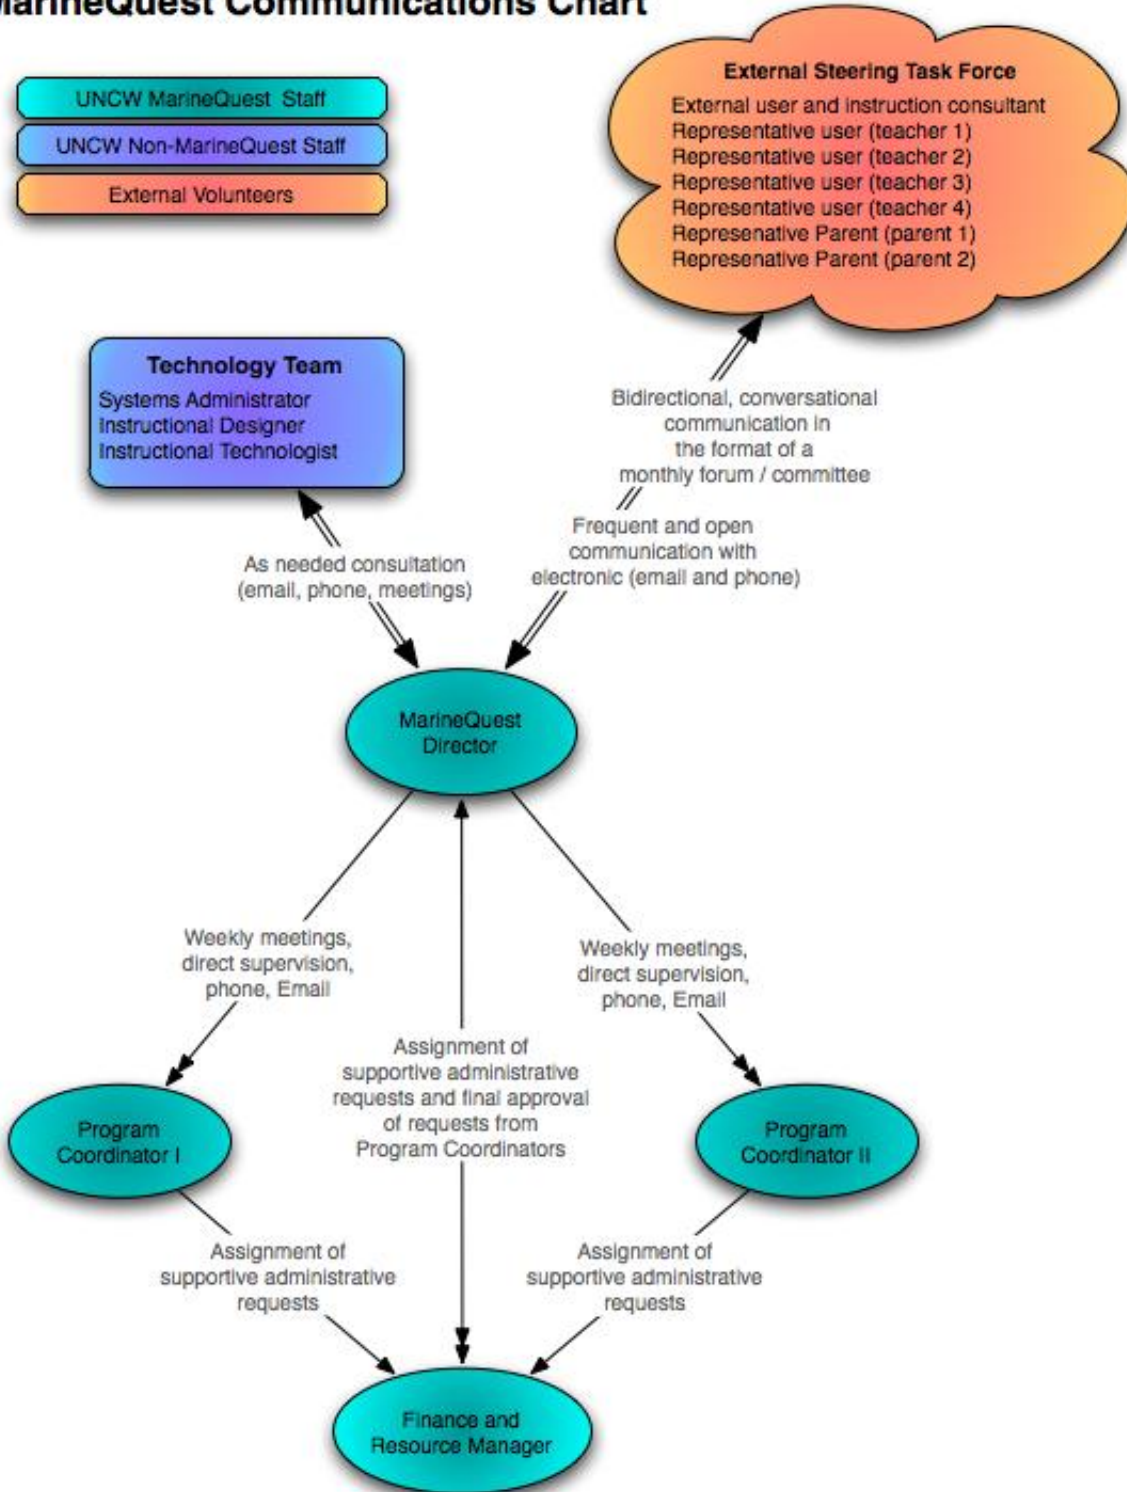 MarineQuest Communications Chart
UNCW MarineQuest Staff
UNCW Non-MarineQuest Staff
External Volunteers
External Steering Task Force
External user and instruction consultant
Representative user (teacher 1)
Representative user (teacher 2)
Representative user (teacher 3)
Representative user (teacher 4)
Represenative Parent (parent 1)
Represenative Parent (parent 2)
Technology Team
Systems Administrator
Instructional Designer
Instructional Technologist
Bidirectional, conversational
communication in
the format of a
monthly forum / committee
Frequent and open
communication with
electronic (email and phone)
As needed consultation
(email, phone, meetings)
MarineQuest
Director
Weekly meetings,
direct supervision,
phone, Email
Weekly meetings,
direct supervision,
phone, Email
Assignment of
supportive administrative
requests and final approval
of requests from
Program Coordinators
Program
Coordinator I
Program
Coordinator II
Assignment of
supportive administrative
requests
Assignment of
supportive administrative
requests
Finance and
Resource Manager